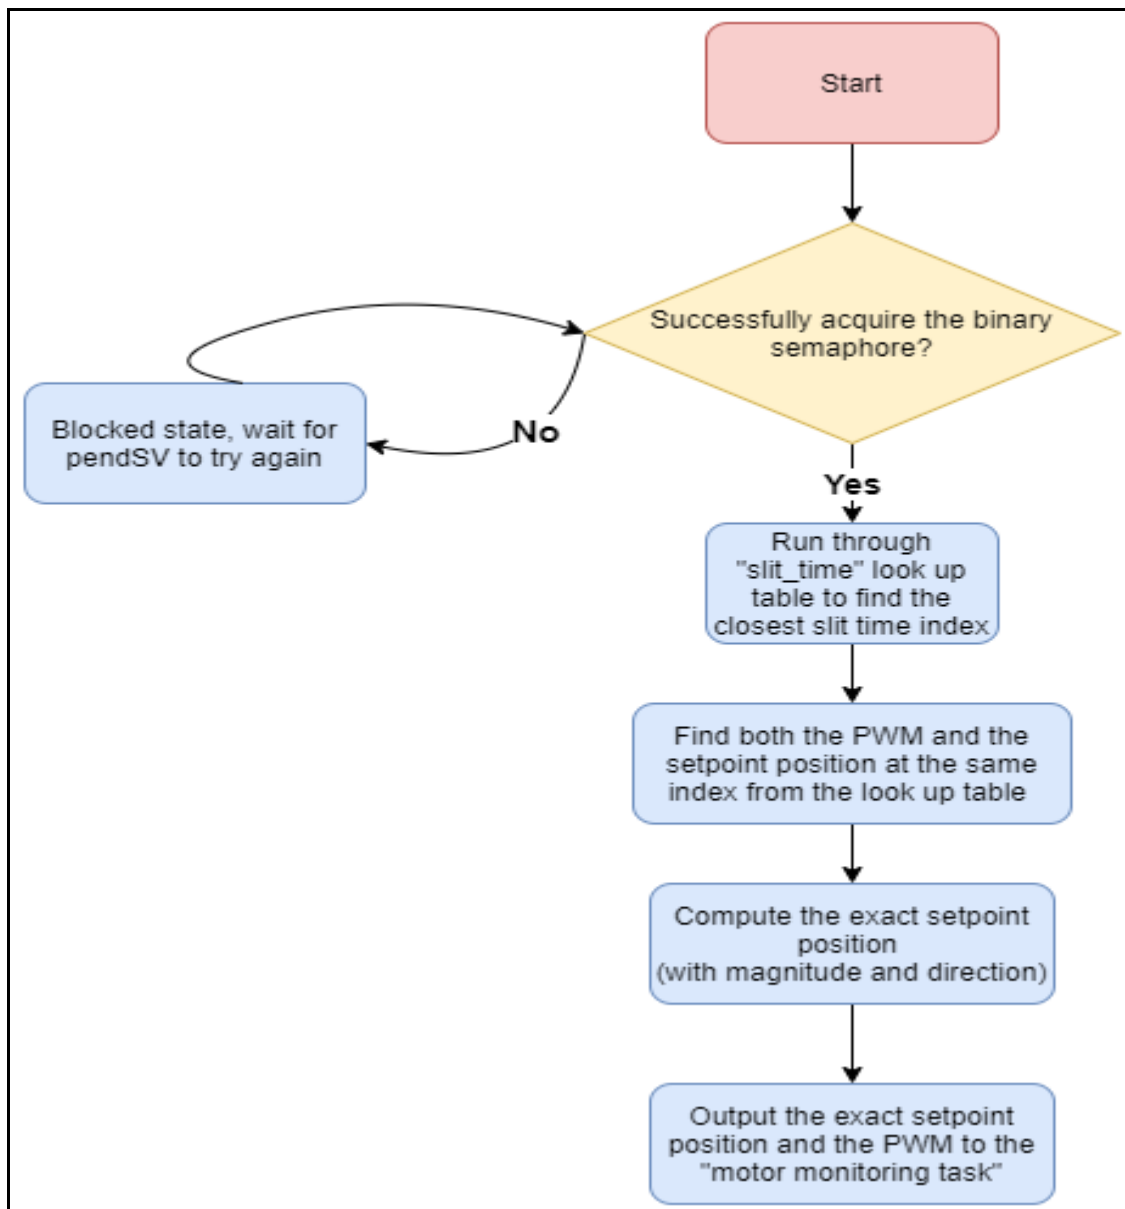 Start
Successfully acquire the binary
semaphore?
Blocked state, wait for
pendSV to try again
No
Yes
Run through
"slit_time" look up
table to find the
closest slit time index
Find both the PWM and the
setpoint position at the same
index from the look up table
Compute the exact setpoint
position
(with magnitude and direction)
Output the exact setpoint
position and the PWM to the
"motor monitoring task"